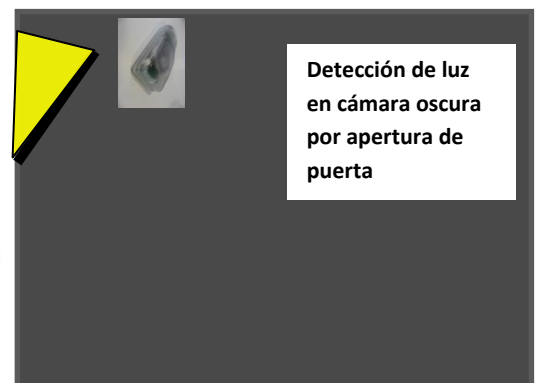 Detección de luz
en cámara oscura
por apertura de
puerta